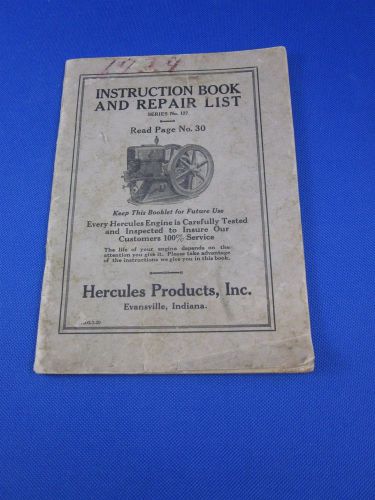 1939
INSTRUCTION BOOK
AND REPAIR LIST
SERIES No. 127
Read Page No. 30
Keep This Booklet for Future Use
Every Hercules Engine is Carefully Tested
and Inspected to Insure Our
Customers 100% Service
The life of your engine depends on the
attention you give it. Please take advantage
of the instructions we give you in this book.
Hercules Products, Inc.
Evansville, Indiana.